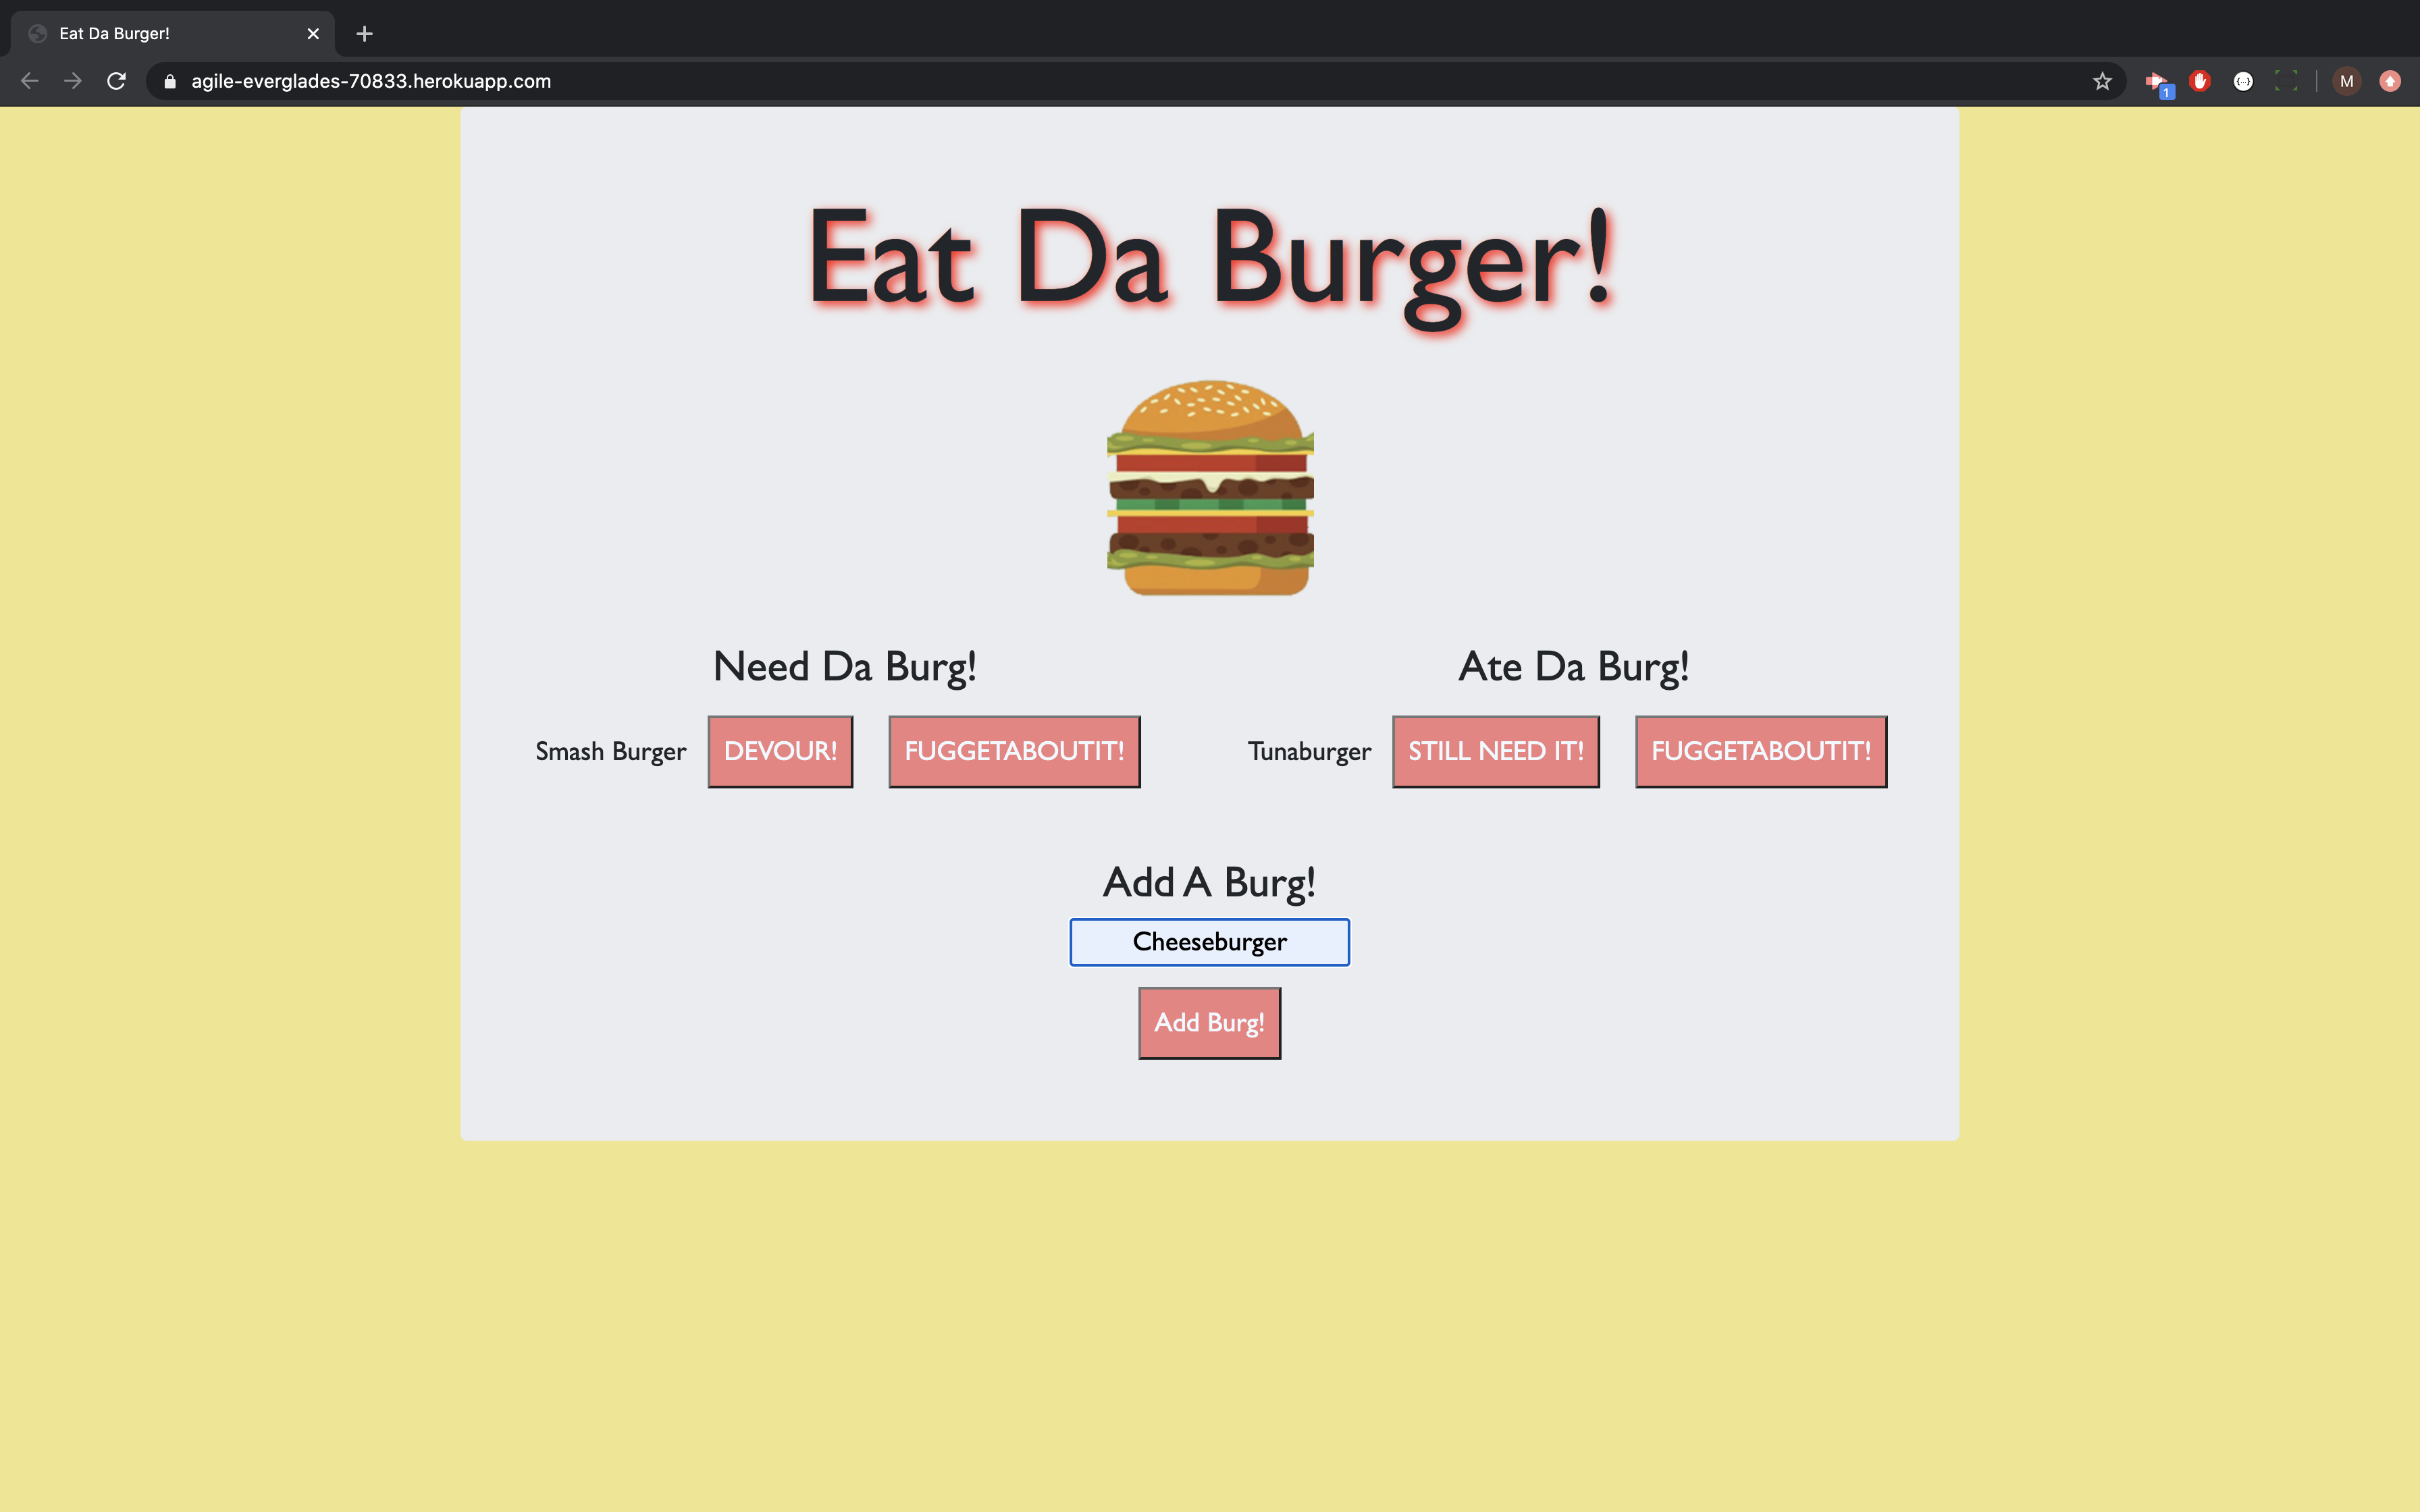 Eat Da Burger!
agile-everglades-70833.herokuapp.com
1
M
Eat Da Burger!
Need Da Burg!
Ate Da Burg!
Smash Burger DEVOUR! FUGGETABOUTIT!
Tunaburger STILL NEED IT! FUGGETABOUTIT!
Add A Burg!
Cheeseburger
Add Burg!